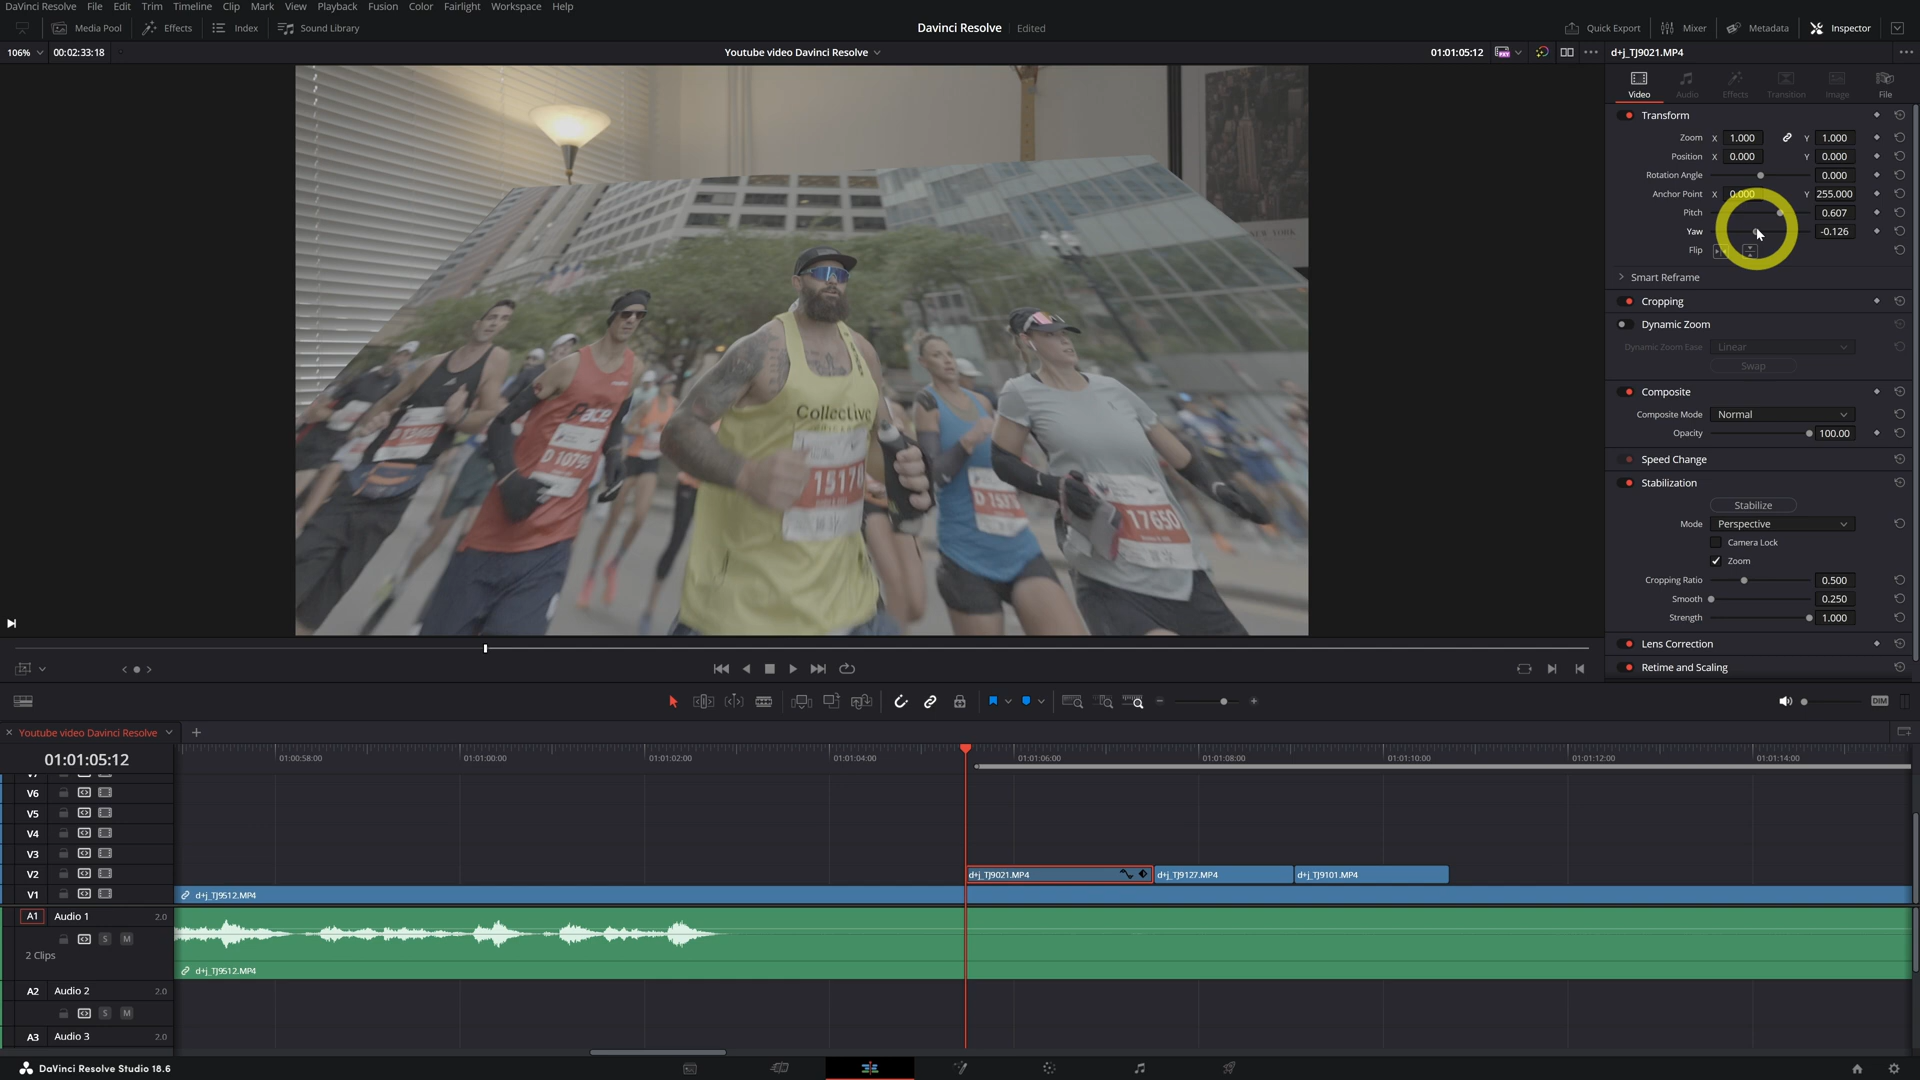 DaVinci Resolve File Edit Trim Timeline Clip Mark View Playback Fusion Color Fairlight Workspace Help
Media Pool Effects Index Sound Library Davinci Resolve Edited Quick Export Mixer Metadata Inspector
106% 00:02:33:18 Youtube video Davinci Resolve 01:01:05:12 d+j_TJ9021.MP4
Video Audio Effects Transition Image File
Transform
Zoom X 1.000 Y 1.000
Position X 0.000 Y 0.000
Rotation Angle 0.000
Anchor Point X 0.000 Y 255.000
Pitch 0.607
Yaw -0.126
Flip
Smart Reframe
Cropping
Dynamic Zoom
Dynamic Zoom Ease Linear
Swap
Composite
Composite Mode Normal
Opacity 100.00
Speed Change
Stabilization
Stabilize
Mode Perspective
Camera Lock
Zoom
Cropping Ratio 0.500
Smooth 0.250
Strength 1.000
Lens Correction
Retime and Scaling
NEW YORK
Collective
Face
D 10799
15170
D 1537
17650
DIM
Youtube video Davinci Resolve
01:01:05:12
01:00:58:00 01:01:00:00 01:01:02:00 01:01:04:00 01:01:06:00 01:01:08:00 01:01:10:00 01:01:12:00 01:01:14:00
V6
V5
V4
V3
V2 d+j_TJ9021.MP4 d+j_TJ9127.MP4 d+j_TJ9101.MP4
V1 d+j_TJ9512.MP4
A1 Audio 1 2.0
S M
2 Clips
d+j_TJ9512.MP4
A2 Audio 2 2.0
S M
A3 Audio 3 2.0
DaVinci Resolve Studio 18.6